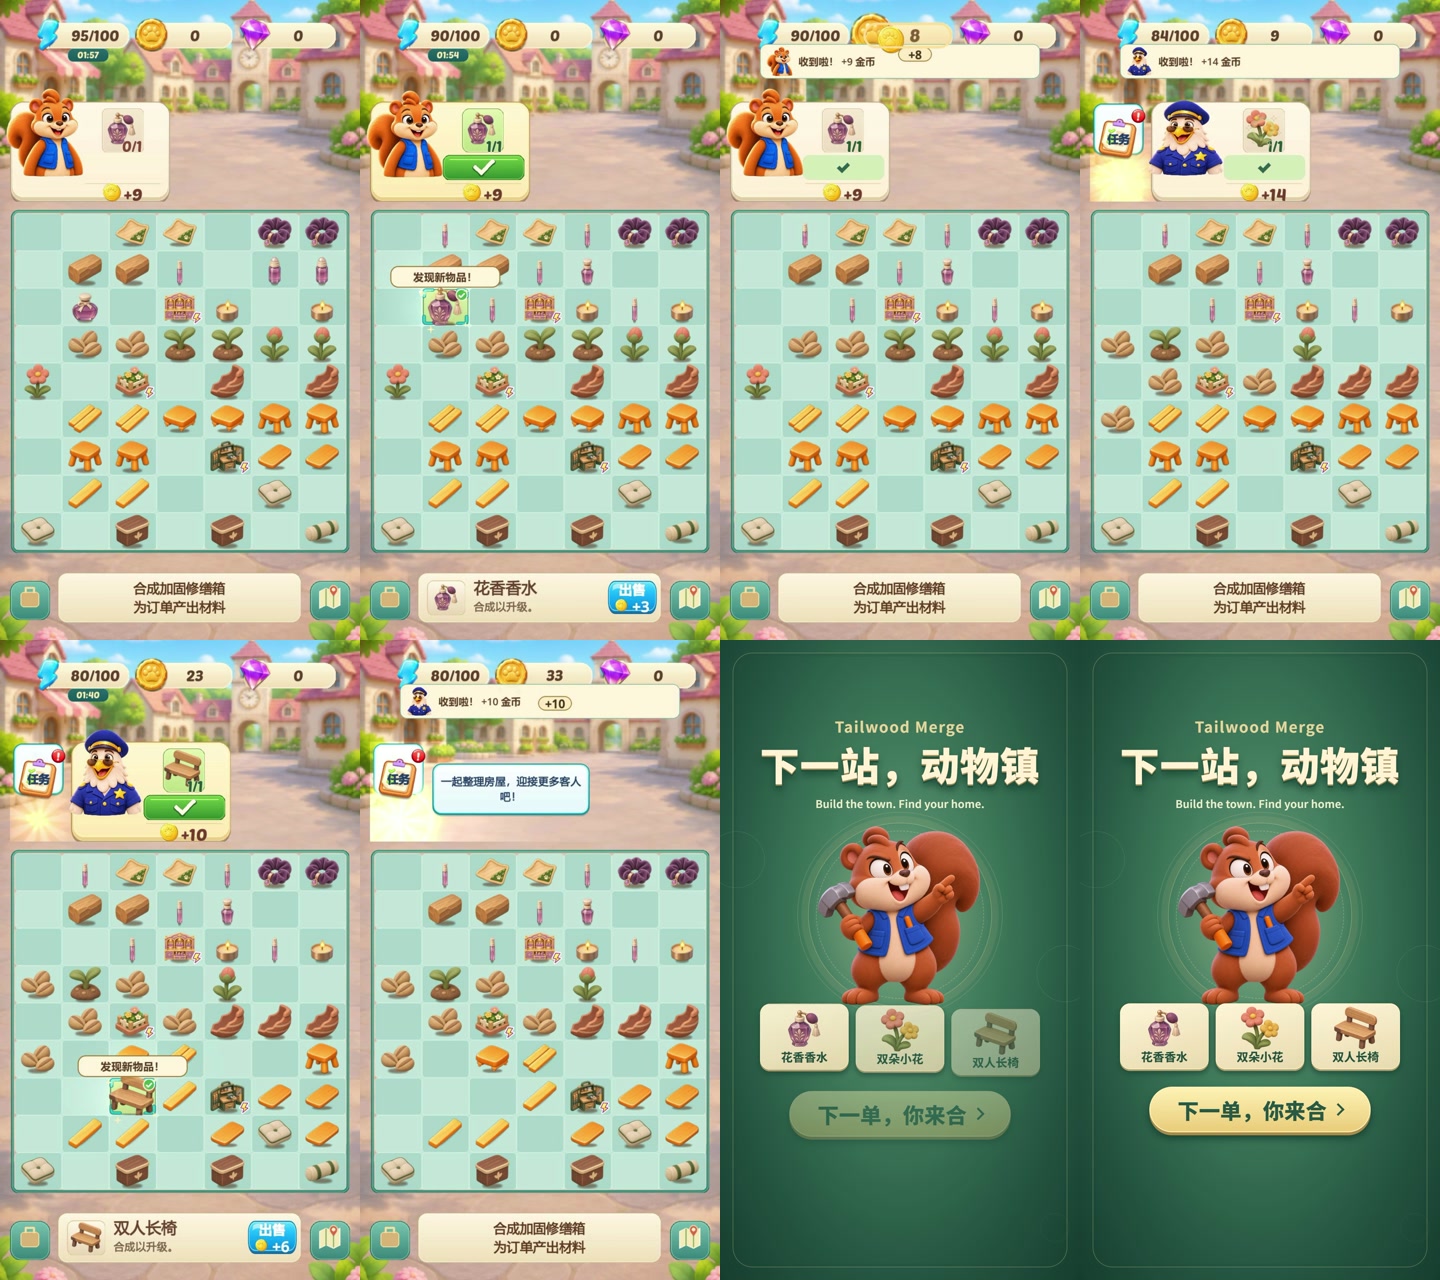 95/100
0
0
01:57
0/1
+9
合成加固修缮箱
为订单产出材料
90/100
0
0
01:54
1/1
+9
发现新物品！
花香香水
合成以升级。
出售
+3
90/100
8
0
收到啦！ +9 金币
+8
1/1
+9
合成加固修缮箱
为订单产出材料
84/100
9
0
收到啦！ +14 金币
任务
!
1/1
+14
合成加固修缮箱
为订单产出材料
80/100
23
0
01:40
任务
!
1/1
+10
发现新物品！
双人长椅
合成以升级。
出售
+6
80/100
33
0
收到啦！ +10 金币
+10
任务
!
一起整理房屋，迎接更多客人
吧！
合成加固修缮箱
为订单产出材料
Tailwood Merge
下一站，动物镇
Build the town. Find your home.
花香香水
双朵小花
双人长椅
下一单，你来合 >
Tailwood Merge
下一站，动物镇
Build the town. Find your home.
花香香水
双朵小花
双人长椅
下一单，你来合 >